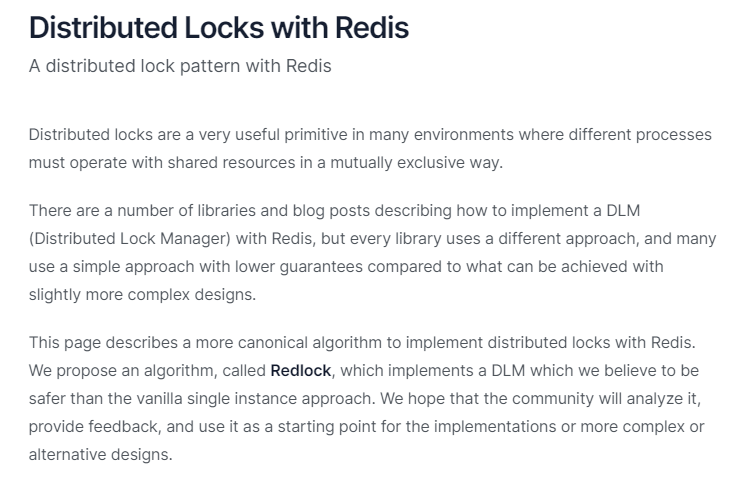 Distributed Locks with Redis
A distributed lock pattern with Redis
Distributed locks are a very useful primitive in many environments where different processes
must operate with shared resources in a mutually exclusive way.
There are a number of libraries and blog posts describing how to implement a DLM
(Distributed Lock Manager) with Redis, but every library uses a different approach, and many
use a simple approach with lower guarantees compared to what can be achieved with
slightly more complex designs.
This page describes a more canonical algorithm to implement distributed locks with Redis.
We propose an algorithm, called Redlock, which implements a DLM which we believe to be
safer than the vanilla single instance approach. We hope that the community will analyze it,
provide feedback, and use it as a starting point for the implementations or more complex or
alternative designs.